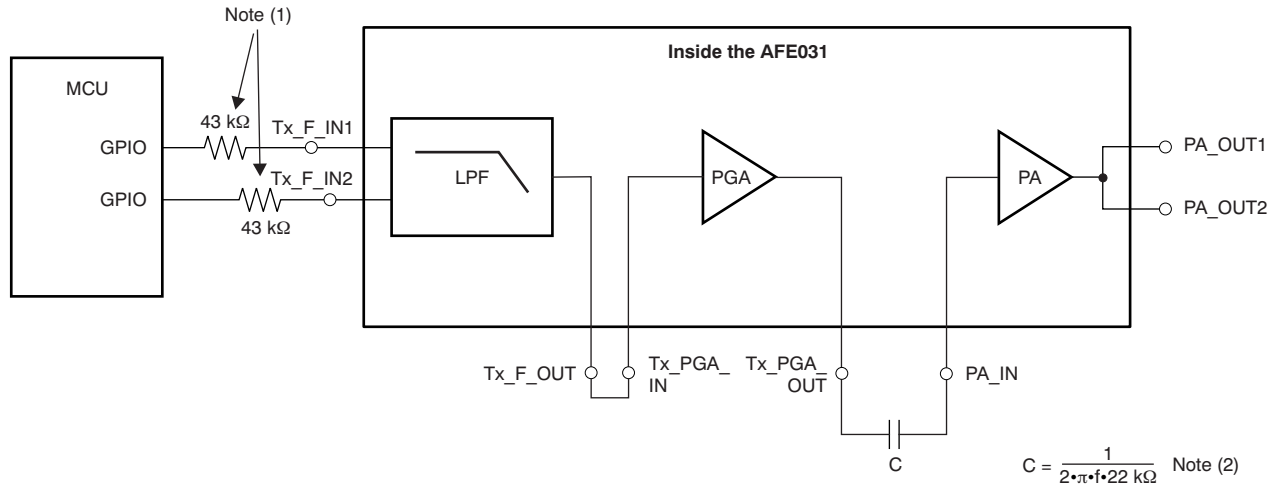 Note (1)
Inside the AFE031
MCU
43 kΩ
Tx_F_IN1
GPIO
LPF
PGA
PA
PA_OUT1
GPIO
Tx_F_IN2
43 kΩ
PA_OUT2
Tx_F_OUT
Tx_PGA_
IN
Tx_PGA_
OUT
PA_IN
C
C = 1
2•π•f•22 kΩ
Note (2)